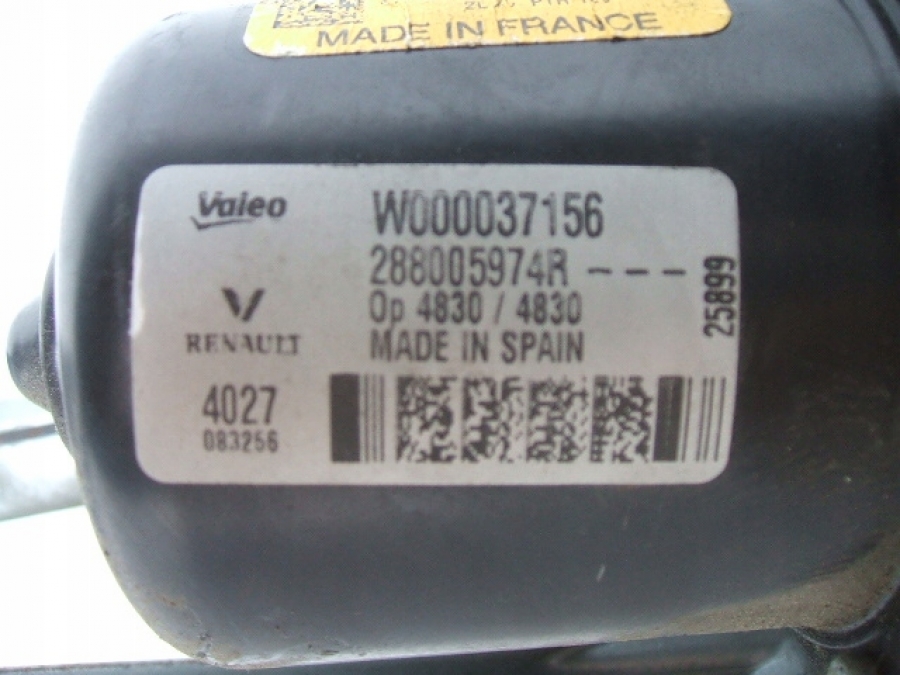 MADE IN FRANCE
Valeo
W000037156
288005974R ---
Op 4830 / 4830
MADE IN SPAIN
RENAULT
25899
4027
083256